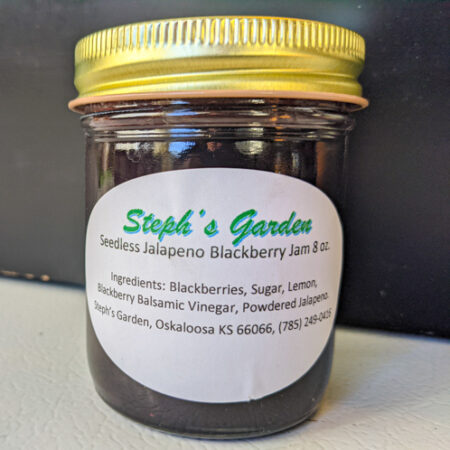 Steph's Garden
Seedless Jalapeno Blackberry Jam 8 oz.
Ingredients: Blackberries, Sugar, Lemon,
Blackberry Balsamic Vinegar, Powdered Jalapeno.
Steph's Garden, Oskaloosa KS 66066, (785) 249-0416